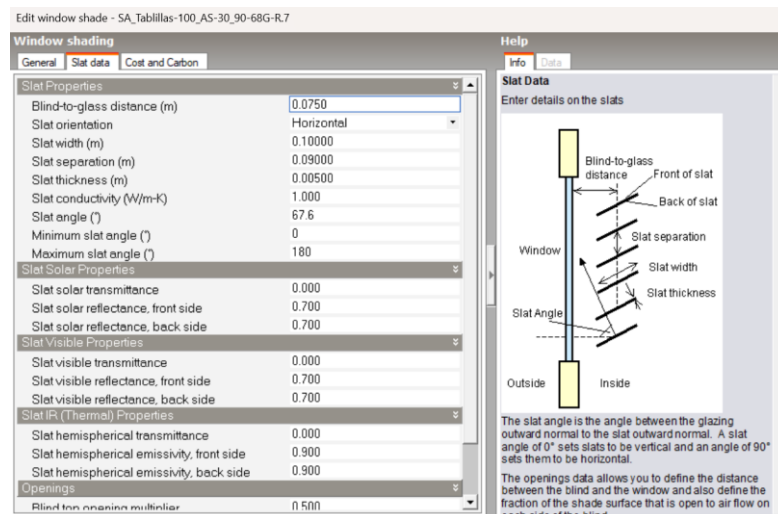 Edit window shade - SA_Tablillas-100_AS-30_90-68G-R.7
Window shading
General Slat data Cost and Carbon
Slat Properties
Blind-to-glass distance (m) 0.0750
Slat orientation Horizontal
Slat width (m) 0.10000
Slat separation (m) 0.09000
Slat thickness (m) 0.00500
Slat conductivity (W/m-K) 1.000
Slat angle (°) 67.6
Minimum slat angle (°) 0
Maximum slat angle (°) 180
Slat Solar Properties
Slat solar transmittance 0.000
Slat solar reflectance, front side 0.700
Slat solar reflectance, back side 0.700
Slat Visible Properties
Slat visible transmittance 0.000
Slat visible reflectance, front side 0.700
Slat visible reflectance, back side 0.700
Slat IR (Thermal) Properties
Slat hemispherical transmittance 0.000
Slat hemispherical emissivity, front side 0.900
Slat hemispherical emissivity, back side 0.900
Openings
Blind top opening multiplier 0.500
Help
Info Data
Slat Data
Enter details on the slats
Blind-to-glass
distance
Front of slat
Back of slat
Slat separation
Window
Slat width
Slat thickness
Slat Angle
Outside Inside
The slat angle is the angle between the glazing
outward normal to the slat outward normal. A slat
angle of 0° sets slats to be vertical and an angle of 90°
sets them to be horizontal.
The openings data allows you to define the distance
between the blind and the window and also define the
fraction of the shade surface that is open to air flow on
each side of the blind